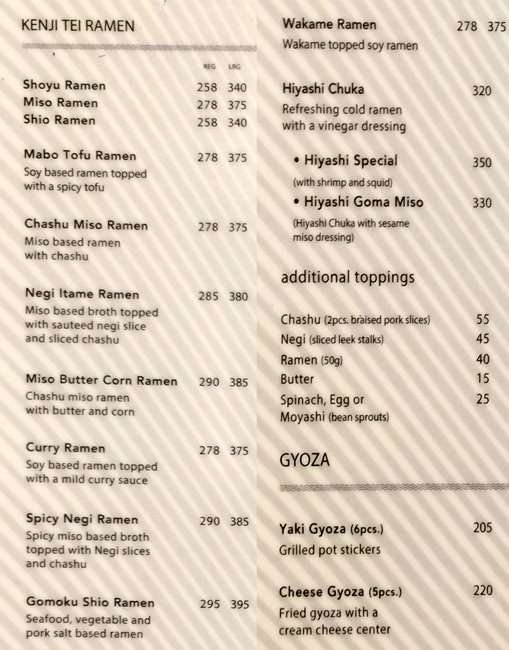 KENJI TEI RAMEN
REG LRG
Shoyu Ramen 258 340
Miso Ramen 278 375
Shio Ramen 258 340
Mabo Tofu Ramen 278 375
Soy based ramen topped
with a spicy tofu
Chashu Miso Ramen 278 375
Miso based ramen
with chashu
Negi Itame Ramen 285 380
Miso based broth topped
with sauteed negi slice
and sliced chashu
Miso Butter Corn Ramen 290 385
Chashu miso ramen
with butter and corn
Curry Ramen 278 375
Soy based ramen topped
with a mild curry sauce
Spicy Negi Ramen 290 385
Spicy miso based broth
topped with Negi slices
and chashu
Gomoku Shio Ramen 295 395
Seafood, vegetable and
pork salt based ramen
Wakame Ramen 278 375
Wakame topped soy ramen
Hiyashi Chuka 320
Refreshing cold ramen
with a vinegar dressing
• Hiyashi Special 350
(with shrimp and squid)
• Hiyashi Goma Miso 330
(Hiyashi Chuka with sesame
miso dressing)
additional toppings
Chashu (2pcs. braised pork slices) 55
Negi (sliced leek stalks) 45
Ramen (50g) 40
Butter 15
Spinach, Egg or 25
Moyashi (bean sprouts)
GYOZA
Yaki Gyoza (6pcs.) 205
Grilled pot stickers
Cheese Gyoza (5pcs.) 220
Fried gyoza with a
cream cheese center